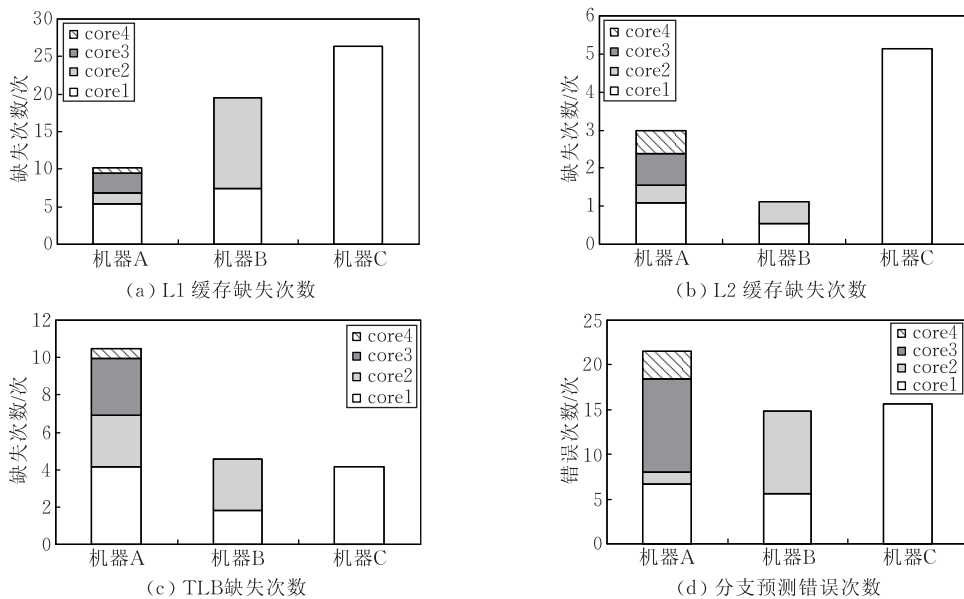 30
25
20
15
10
5
0
缺失次数/次
core4
core3
core2
core1
机器A 机器B 机器C
(a) L1 缓存缺失次数
6
5
4
3
2
1
0
缺失次数/次
core4
core3
core2
core1
机器A 机器B 机器C
(b) L2 缓存缺失次数
12
10
8
6
4
2
0
缺失次数/次
core4
core3
core2
core1
机器A 机器B 机器C
(c) TLB缺失次数
25
20
15
10
5
0
错误次数/次
core4
core3
core2
core1
机器A 机器B 机器C
(d) 分支预测错误次数